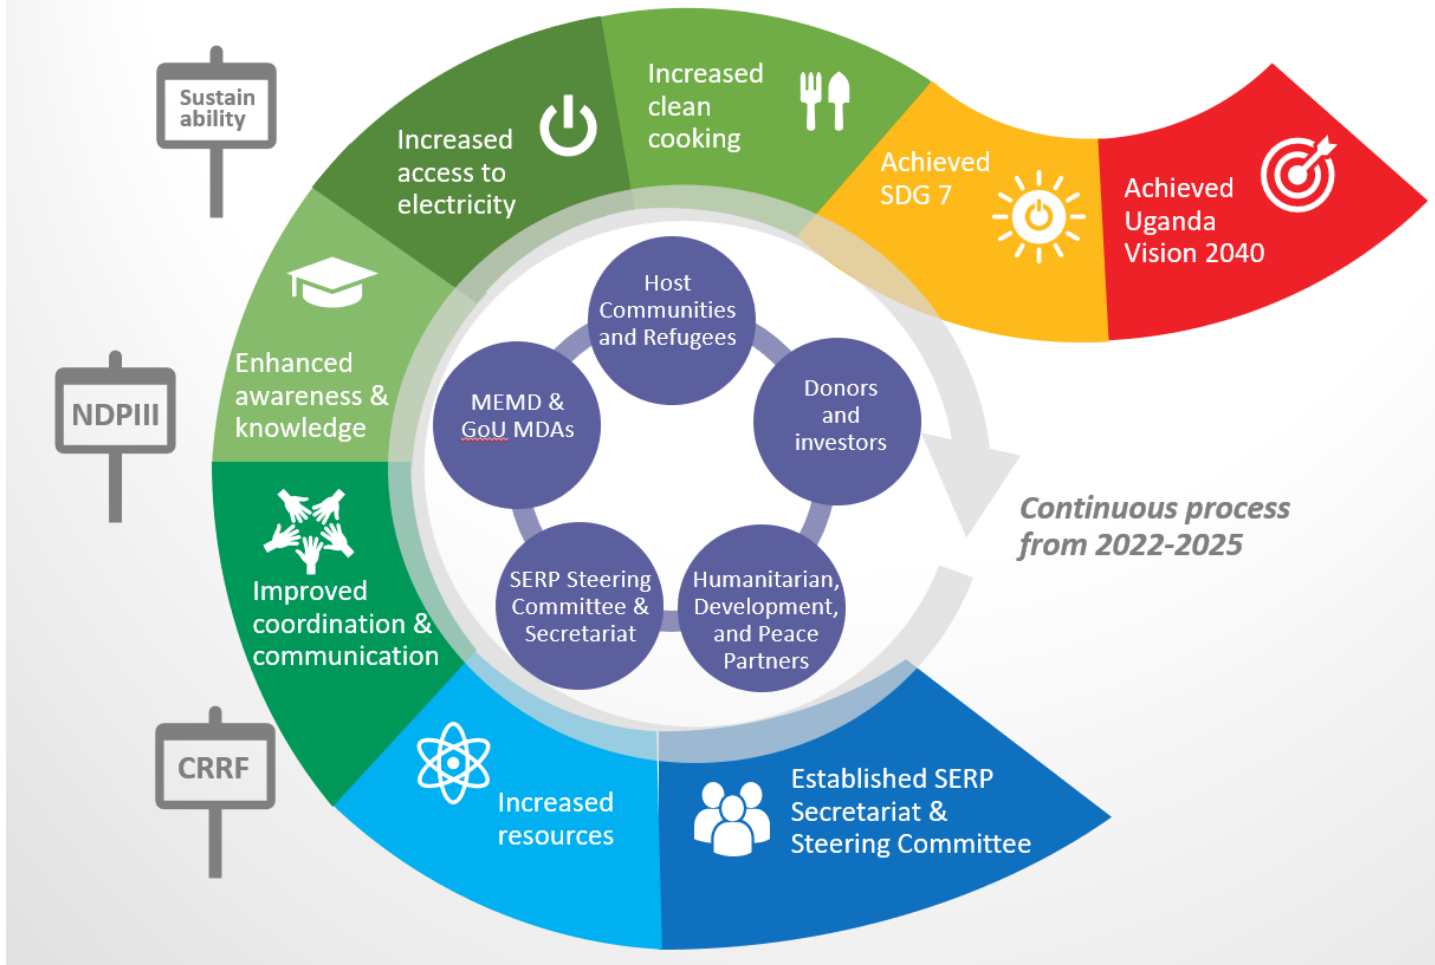 Sustain
ability
NDPIII
CRRF
Increased
clean
cooking
Increased
access to
electricity
Enhanced
awareness &
knowledge
Improved
coordination &
communication
Increased
resources
Established SERP
Secretariat &
Steering Committee
Achieved
SDG 7
Achieved
Uganda
Vision 2040
Host
Communities
and Refugees
Donors
and
investors
Humanitarian,
Development,
and Peace
Partners
SERP Steering
Committee &
Secretariat
MEMD &
GoU MDAs
Continuous process
from 2022-2025